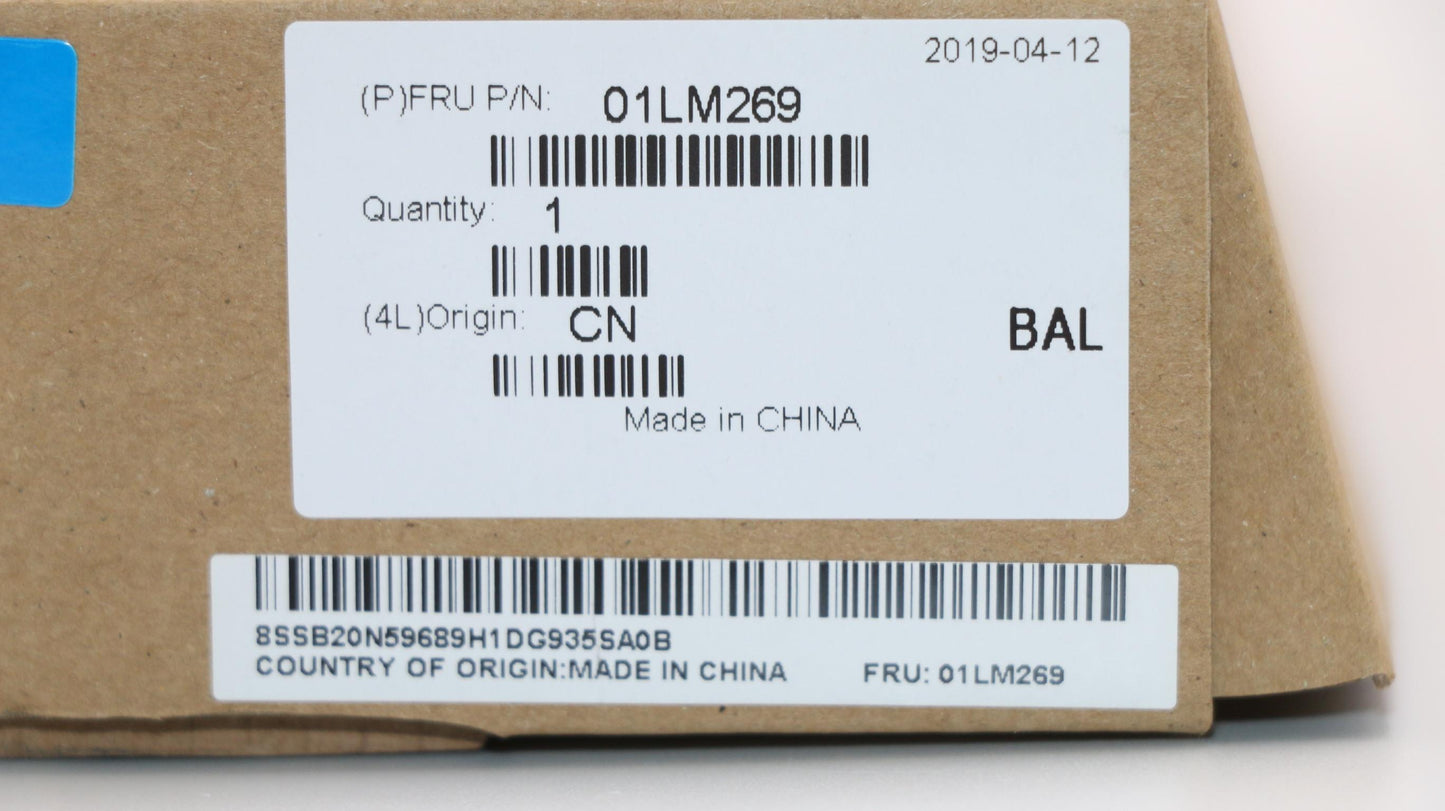 2019-04-12
(P)FRU P/N: 01LM269
Quantity: 1
(4L)Origin: CN
BAL
Made in CHINA
8SSB20N59689H1DG935SA0B
COUNTRY OF ORIGIN:MADE IN CHINA FRU: 01LM269